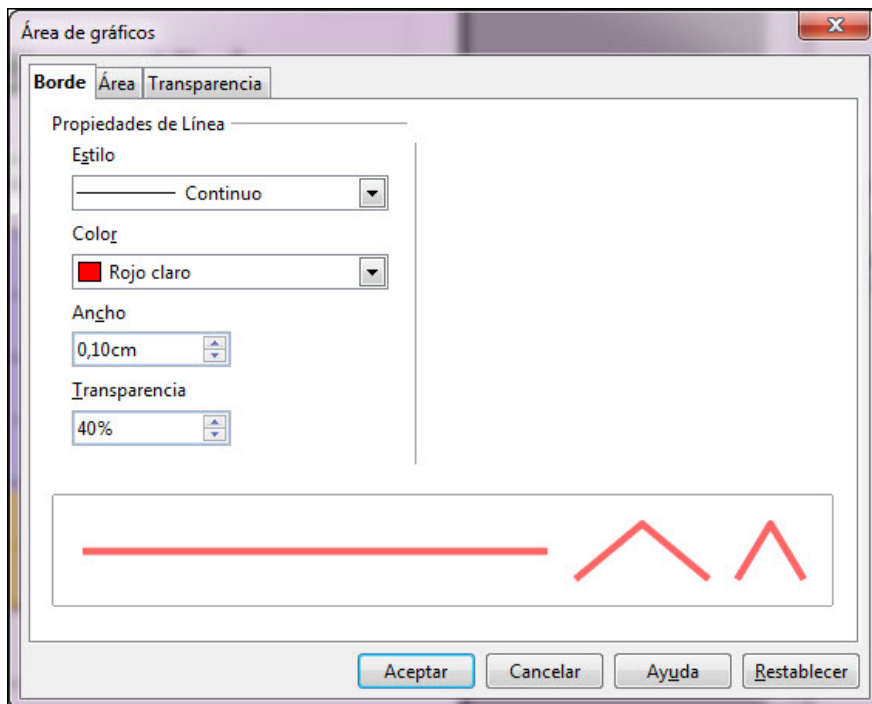 Área de gráficos
Borde Área Transparencia
Propiedades de Línea
Estilo
Continuo
Color
Rojo claro
Ancho
0,10cm
Transparencia
40%
Aceptar Cancelar Ayuda Restablecer